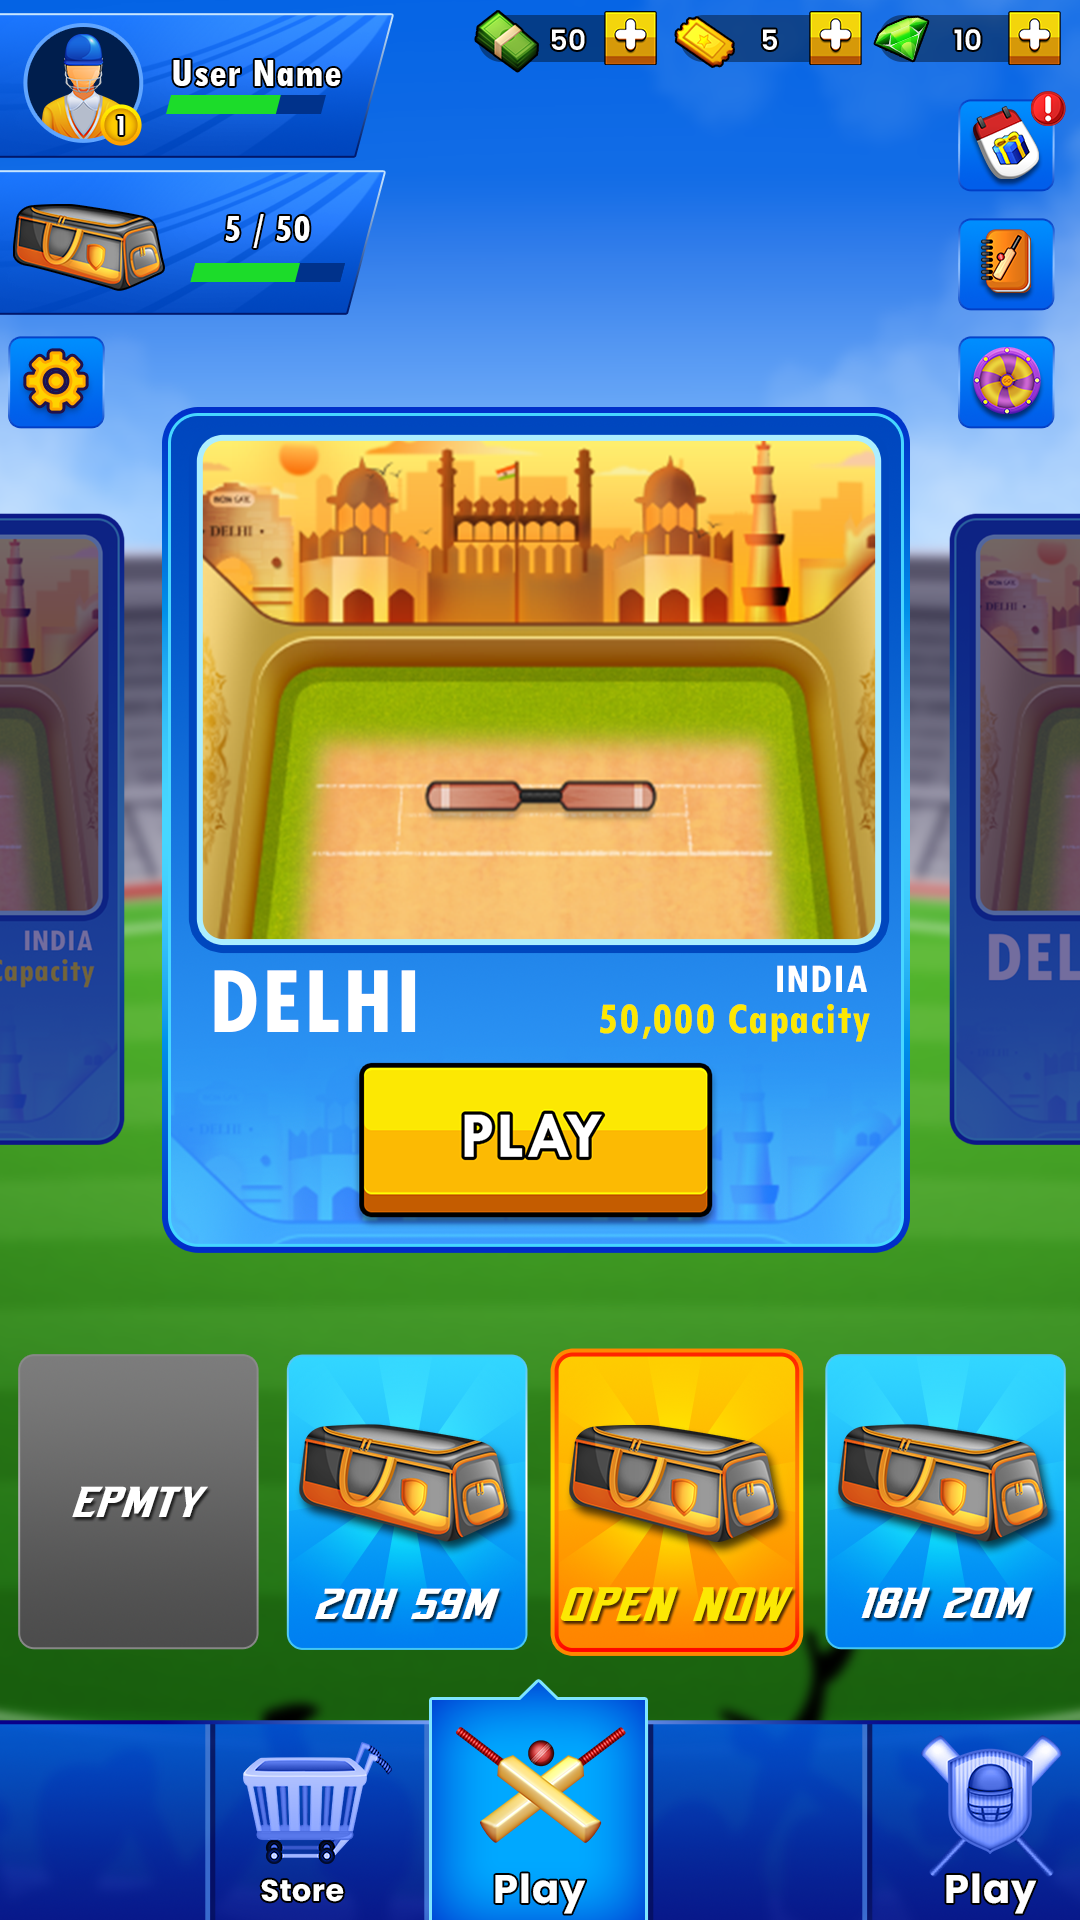 User Name
1
50
5
10
!
5 / 50
DELHI
DELHI
INDIA
50,000 Capacity
INDIA
Capacity
DEL
PLAY
EPMTY
20H 59M
OPEN NOW
18H 20M
Store
Play
Play